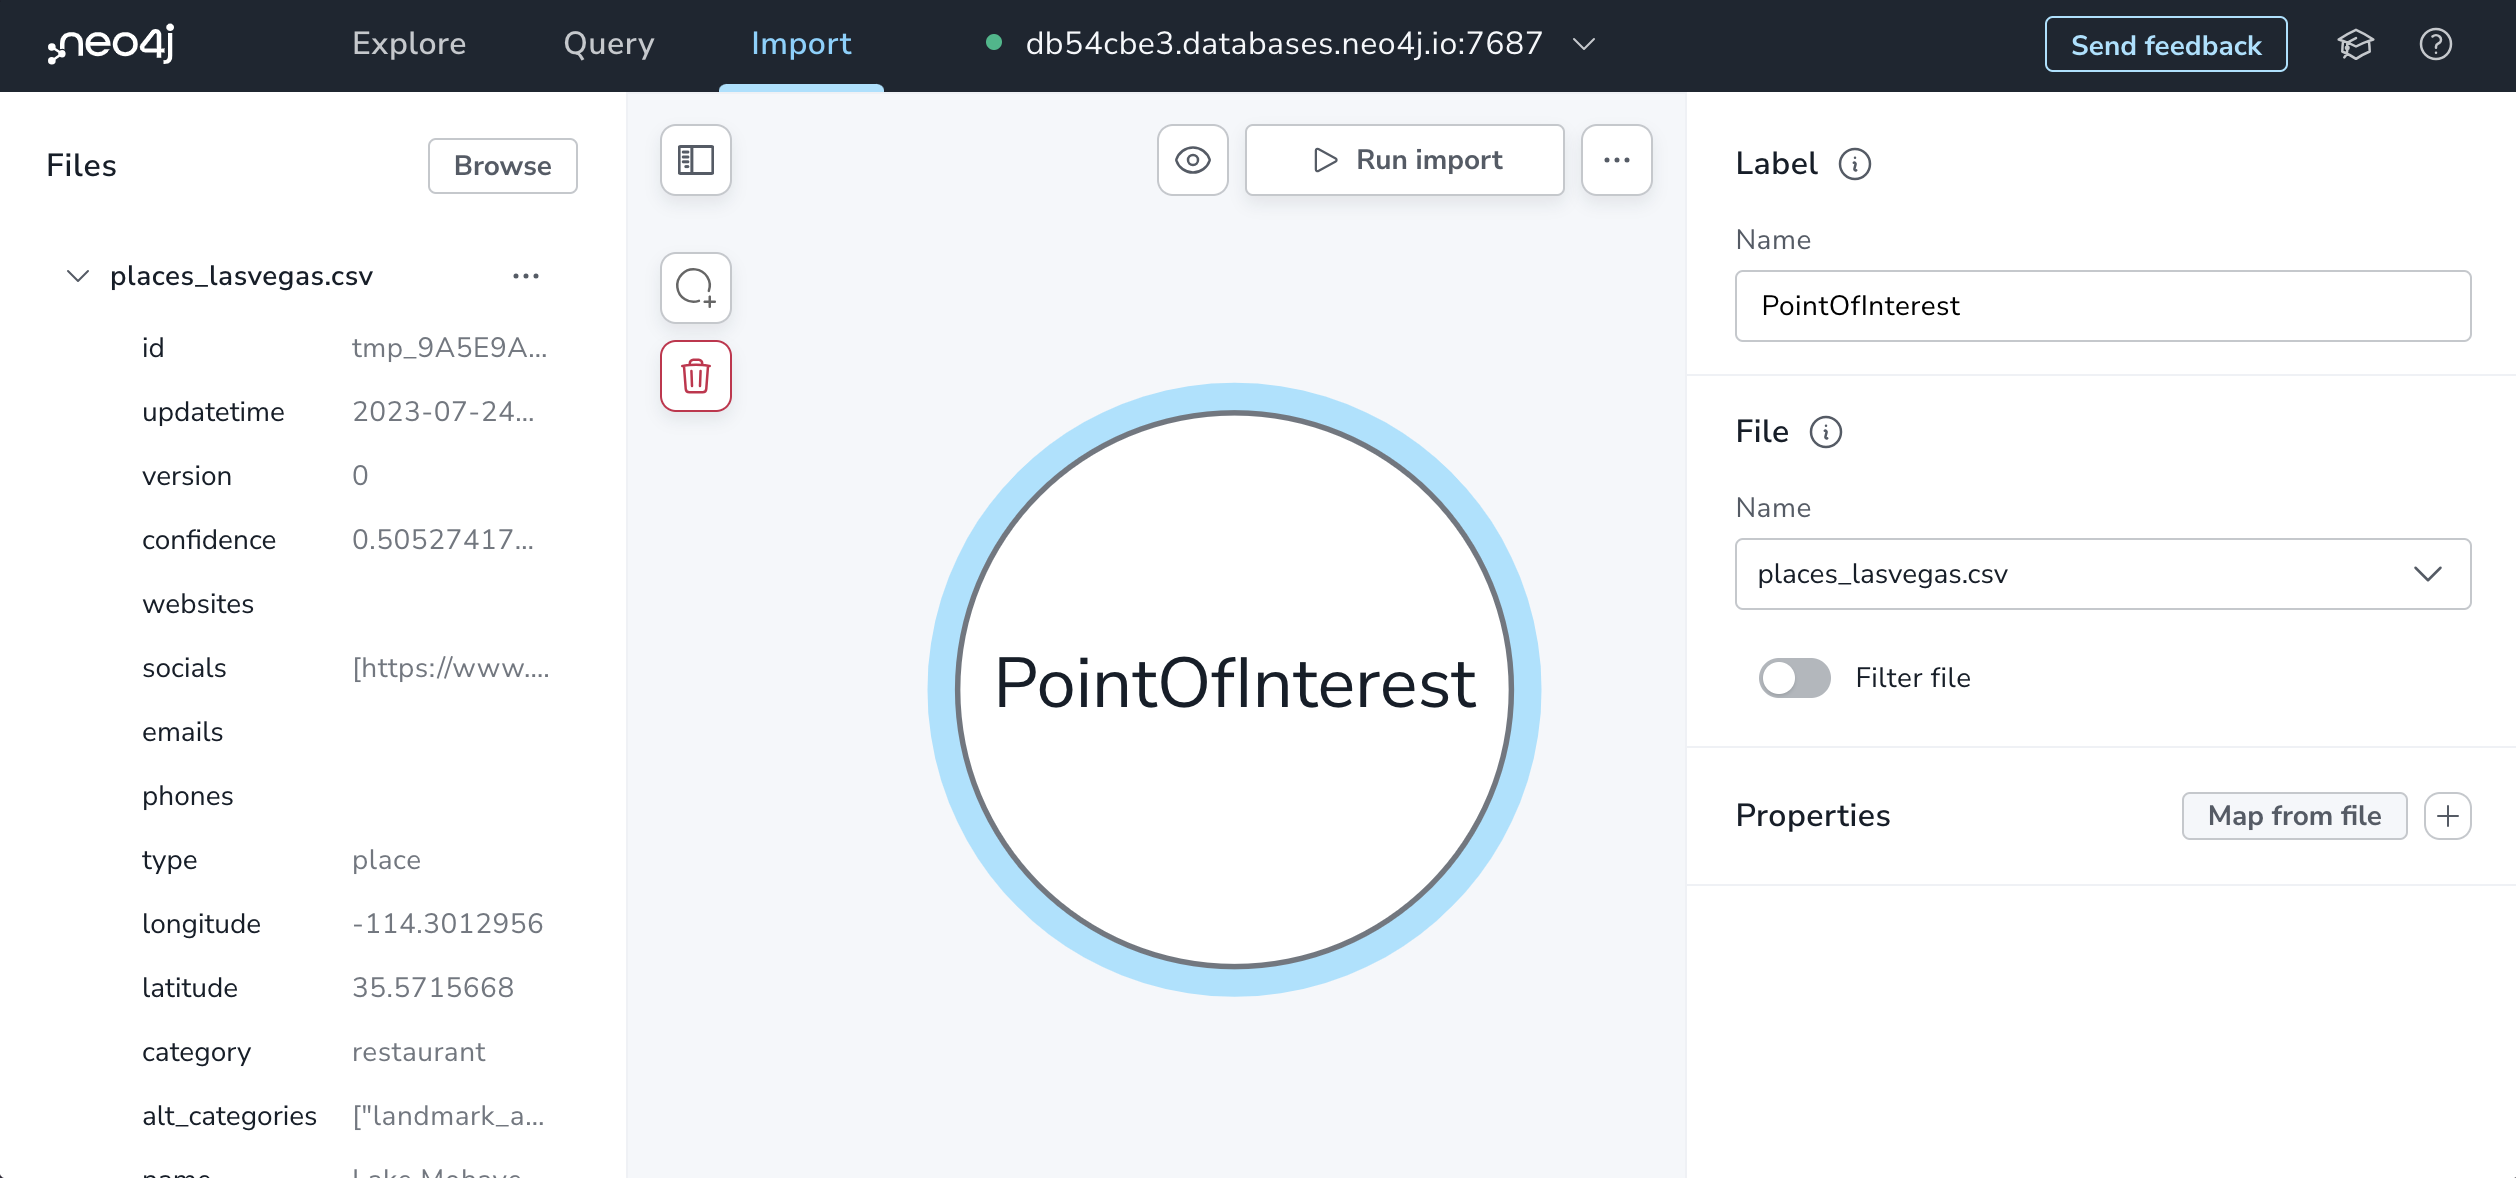 neo4j
Explore
Query
Import
db54cbe3.databases.neo4j.io:7687
Send feedback
Files
Browse
places_lasvegas.csv
id tmp_9A5E9A...
updatetime 2023-07-24...
version 0
confidence 0.50527417...
websites
socials [https://www....
emails
phones
type place
longitude -114.3012956
latitude 35.5715668
category restaurant
alt_categories ["landmark_a...
name Lake Mohave
Run import
PointOfInterest
Label
Name
PointOfInterest
File
Name
places_lasvegas.csv
Filter file
Properties
Map from file